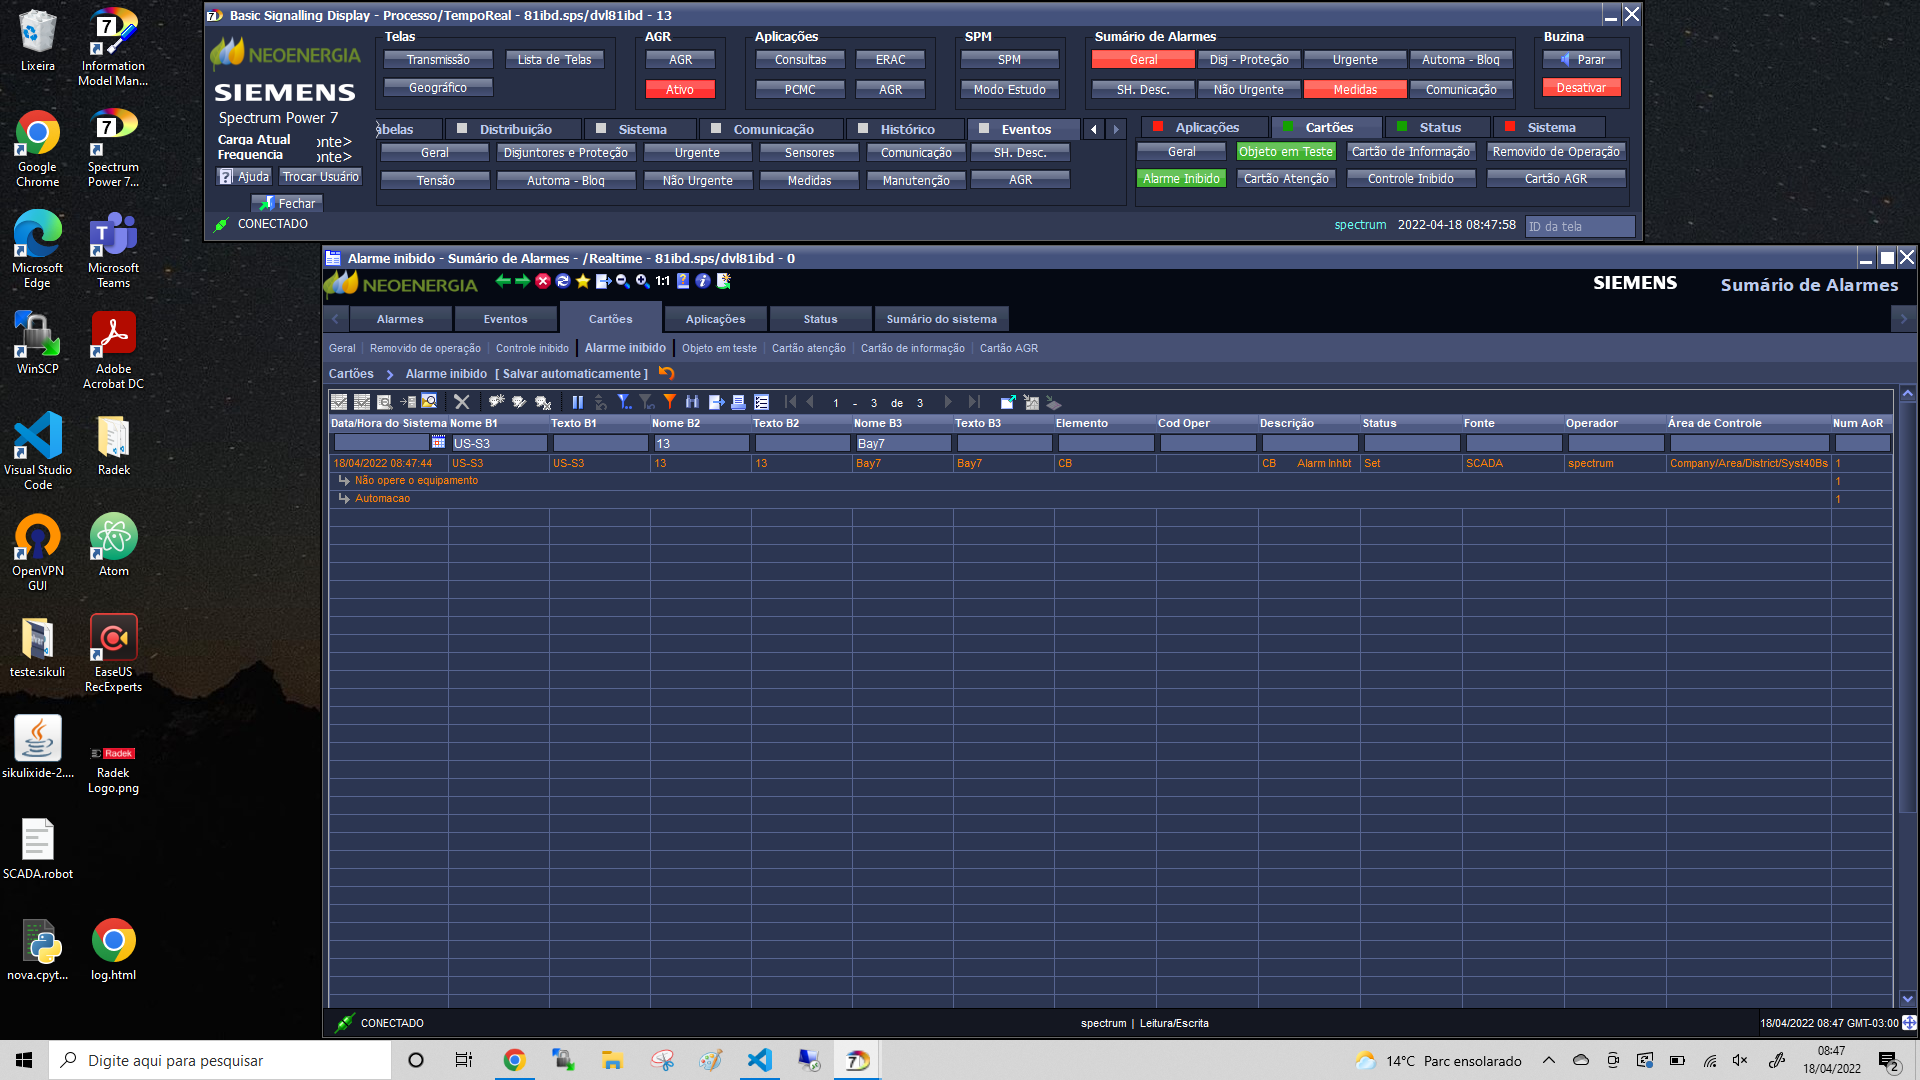 Lixeira
Information
Model Man...
Google
Chrome
Spectrum
Power 7...
Microsoft
Edge
Microsoft
Teams
WinSCP
Adobe
Acrobat DC
Visual Studio
Code
Radek
OpenVPN
GUI
Atom
teste.sikuli
EaseUS
RecExperts
sikulixide-2....
Radek
Radek
Logo.png
SCADA.robot
nova.cpyt...
log.html
Basic Signalling Display - Processo/TempoReal - 81ibd.sps/dvl81ibd - 13
NEOENERGIA
SIEMENS
Spectrum Power 7
Carga Atual onte>
Frequencia onte>
Ajuda Trocar Usuário
Fechar
CONECTADO
Telas
Transmissão Lista de Telas
Geográfico
AGR
AGR
Ativo
Aplicações
Consultas ERAC
PCMC AGR
SPM
SPM
Modo Estudo
Sumário de Alarmes
Geral Disj - Proteção Urgente Automa - Bloq
SH. Desc. Não Urgente Medidas Comunicação
Buzina
Parar
Desativar
abelas Distribuição Sistema Comunicação Histórico Eventos
Geral Disjuntores e Proteção Urgente Sensores Comunicação SH. Desc.
Tensão Automa - Bloq Não Urgente Medidas Manutenção AGR
Aplicações Cartões Status Sistema
Geral Objeto em Teste Cartão de Informação Removido de Operação
Alarme Inibido Cartão Atenção Controle Inibido Cartão AGR
spectrum 2022-04-18 08:47:58 ID da tela
Alarme inibido - Sumário de Alarmes - /Realtime - 81ibd.sps/dvl81ibd - 0
NEOENERGIA 1:1 SIEMENS Sumário de Alarmes
Alarmes Eventos Cartões Aplicações Status Sumário do sistema
Geral Removido de operação Controle inibido Alarme inibido Objeto em teste Cartão atenção Cartão de informação Cartão AGR
Cartões > Alarme inibido [ Salvar automaticamente ]
1 - 3 de 3
Data/Hora do Sistema Nome B1 Texto B1 Nome B2 Texto B2 Nome B3 Texto B3 Elemento Cod Oper Descrição Status Fonte Operador Área de Controle Num AoR
US-S3 13 Bay7
18/04/2022 08:47:44 US-S3 US-S3 13 13 Bay7 Bay7 CB CB Alarm Inhbt Set SCADA spectrum Company/Area/District/Syst40Bs 1
Não opere o equipamento 1
Automacao 1
CONECTADO spectrum | Leitura/Escrita 18/04/2022 08:47 GMT-03:00
Digite aqui para pesquisar
14°C Parc ensolarado
08:47
18/04/2022
2